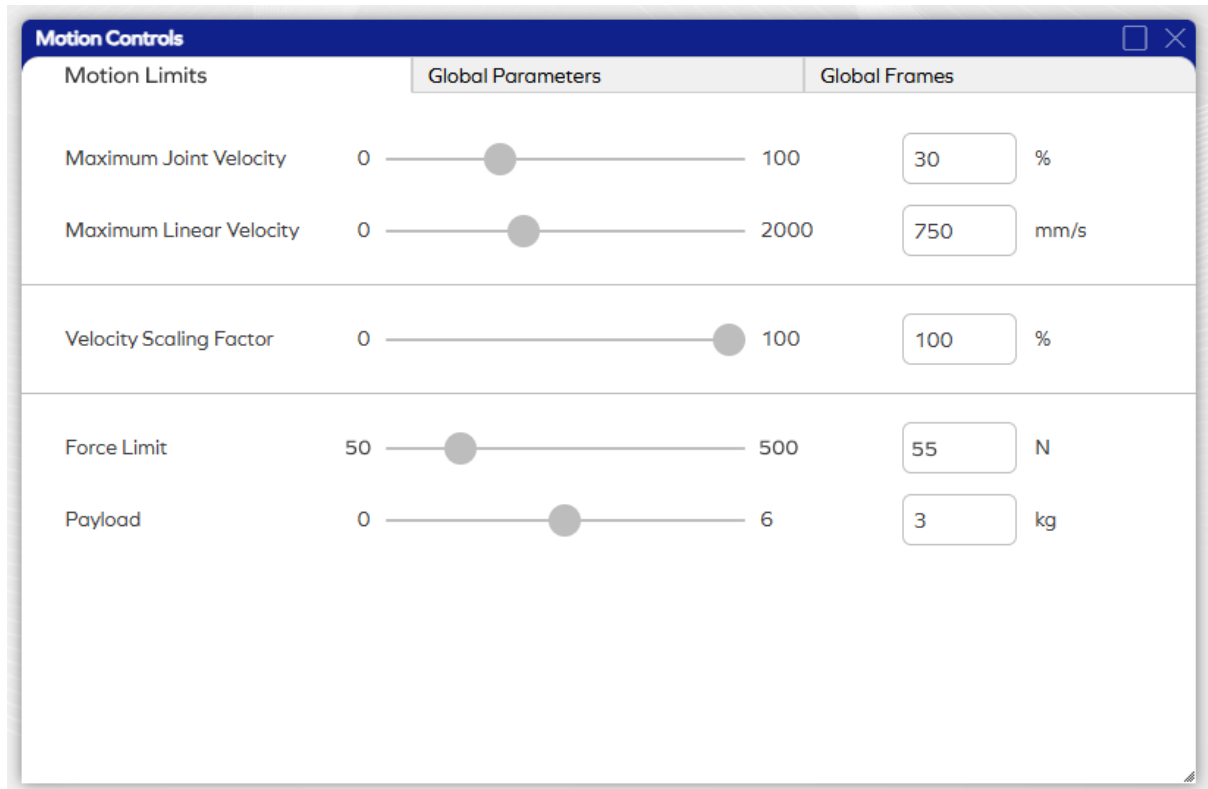 Motion Controls
Motion Limits Global Parameters Global Frames
Maximum Joint Velocity 0 100 30 %
Maximum Linear Velocity 0 2000 750 mm/s
Velocity Scaling Factor 0 100 100 %
Force Limit 50 500 55 N
Payload 0 6 3 kg